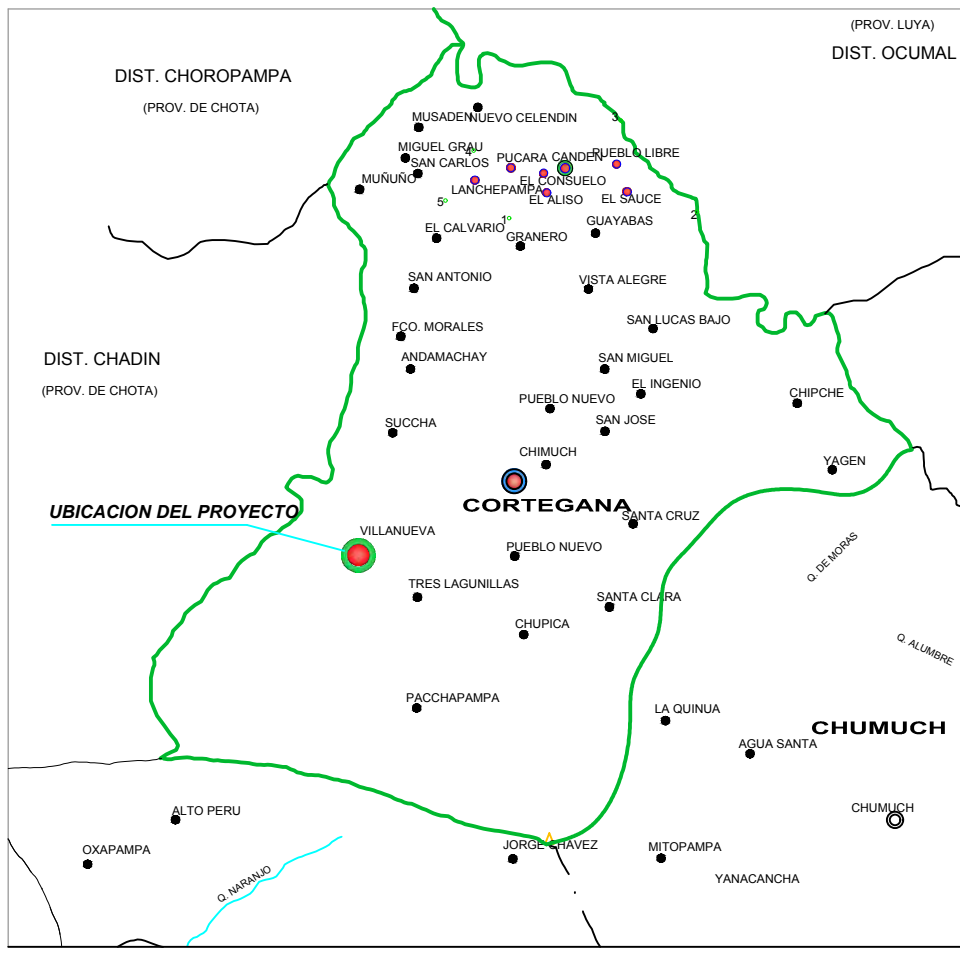 (PROV. LUYA)
DIST. OCUMAL
DIST. CHOROPAMPA
(PROV. DE CHOTA)
MUSADEN
NUEVO CELENDIN
3
MIGUEL GRAU
4
SAN CARLOS
PUCARA
CANDEN
PUEBLO LIBRE
MUÑUÑO
LANCHEPAMPA
EL CONSUELO
EL ALISO
EL SAUCE
5
1
2
EL CALVARIO
GRANERO
GUAYABAS
SAN ANTONIO
VISTA ALEGRE
FCO. MORALES
SAN LUCAS BAJO
DIST. CHADIN
(PROV. DE CHOTA)
ANDAMACHAY
SAN MIGUEL
EL INGENIO
CHIPCHE
PUEBLO NUEVO
SUCCHA
SAN JOSE
CHIMUCH
YAGEN
CORTEGANA
UBICACION DEL PROYECTO
SANTA CRUZ
VILLANUEVA
PUEBLO NUEVO
Q. DE MORAS
TRES LAGUNILLAS
SANTA CLARA
CHUPICA
Q. ALUMBRE
PACCHAPAMPA
LA QUINUA
CHUMUCH
AGUA SANTA
ALTO PERU
CHUMUCH
OXAPAMPA
JORGE CHAVEZ
MITOPAMPA
Q. NARANJO
YANACANCHA